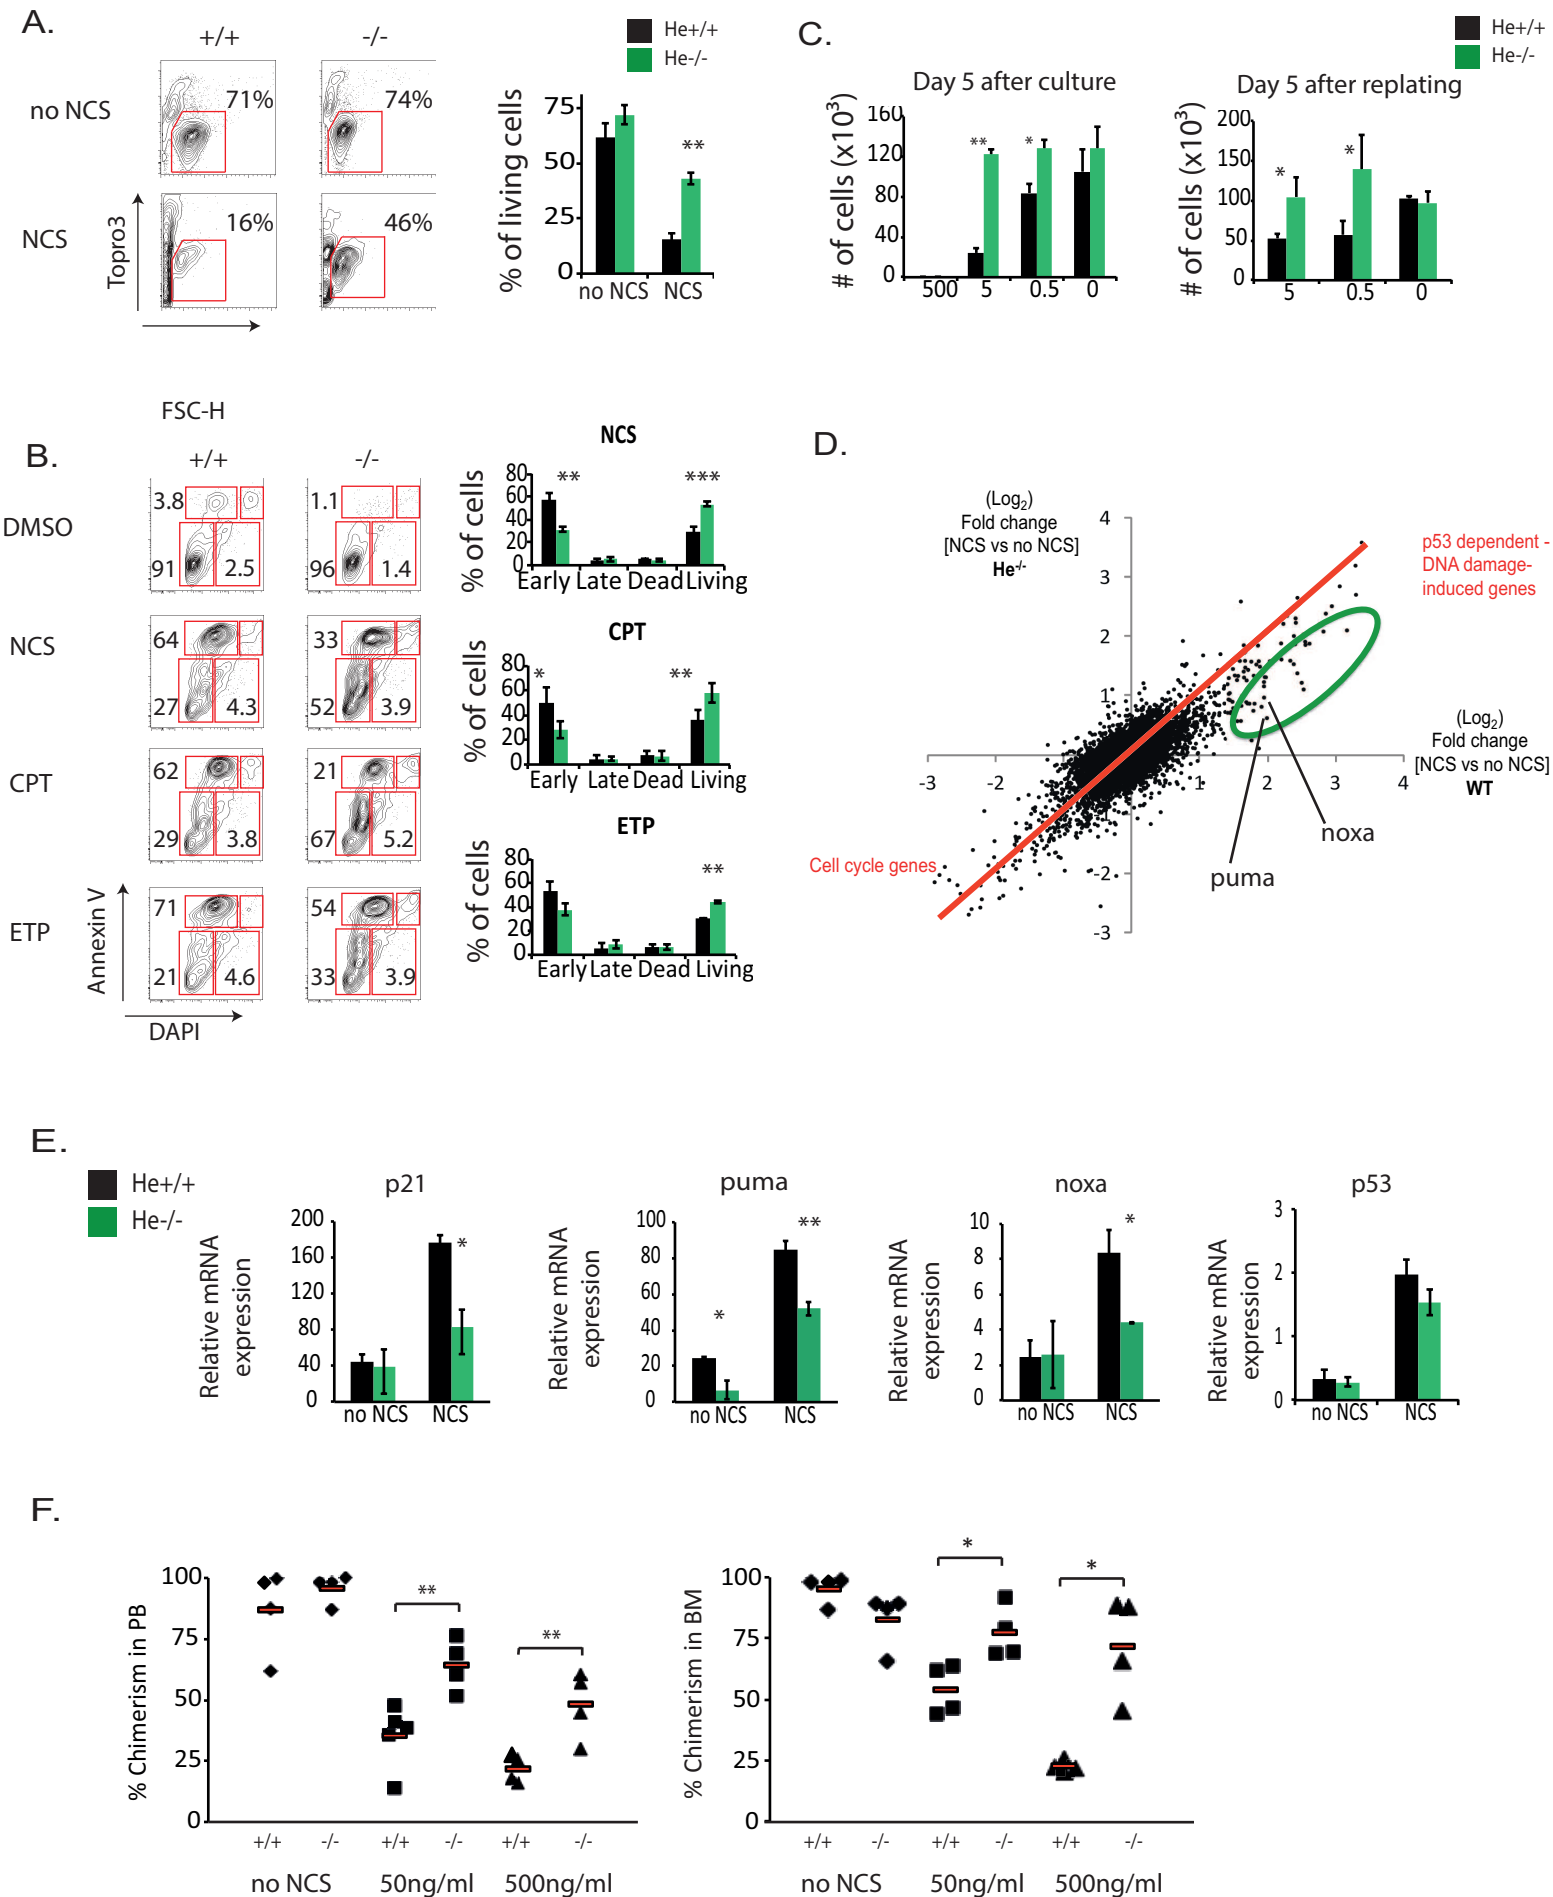 A.
+/+
-/-
no NCS
71%
74%
NCS
16%
46%
Topro3
FSC-H
He+/+
He-/-
% of living cells
75
50
25
0
**
no NCS
NCS
C.
He+/+
He-/-
Day 5 after culture
# of cells (x10³)
160
120
80
40
0
**
*
500
5
0.5
0
Day 5 after replating
# of cells (x10³)
200
150
100
50
0
*
*
5
0.5
0
B.
+/+
-/-
DMSO
3.8
91
2.5
1.1
96
1.4
NCS
64
27
4.3
33
52
3.9
CPT
62
29
3.8
21
67
5.2
ETP
71
21
4.6
54
33
3.9
Annexin V
DAPI
NCS
% of cells
80
60
40
20
0
**
***
Early Late Dead Living
CPT
% of cells
80
60
40
20
0
*
**
Early Late Dead Living
ETP
% of cells
80
60
40
20
0
**
Early Late Dead Living
D.
(Log₂)
Fold change
[NCS vs no NCS]
He-/-
4
3
2
1
-2
-3
-3
-2
1
2
3
4
p53 dependent -
DNA damage-
induced genes
(Log₂)
Fold change
[NCS vs no NCS]
WT
noxa
puma
Cell cycle genes
E.
He+/+
He-/-
p21
Relative mRNA
expression
200
160
120
80
40
0
*
no NCS
NCS
puma
Relative mRNA
expression
100
80
60
40
20
0
*
**
no NCS
NCS
noxa
Relative mRNA
expression
10
8
6
4
2
0
*
no NCS
NCS
p53
Relative mRNA
expression
3
2
1
0
no NCS
NCS
F.
% Chimerism in PB
100
75
50
25
0
**
**
+/+ -/- +/+ -/- +/+ -/-
no NCS 50ng/ml 500ng/ml
% Chimerism in BM
100
75
50
25
0
*
*
+/+ -/- +/+ -/- +/+ -/-
no NCS 50ng/ml 500ng/ml